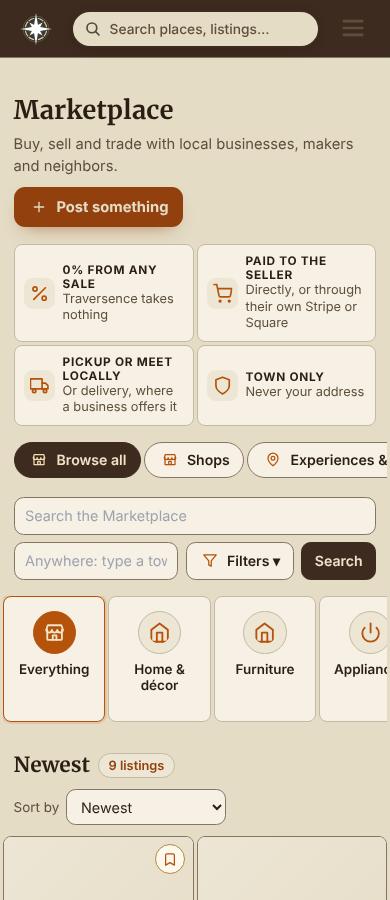 Search places, listings...
Marketplace
Buy, sell and trade with local businesses, makers
and neighbors.
+ Post something
0% FROM ANY
SALE
Traversence takes
nothing
PAID TO THE
SELLER
Directly, or through
their own Stripe or
Square
PICKUP OR MEET
LOCALLY
Or delivery, where
a business offers it
TOWN ONLY
Never your address
Browse all
Shops
Experiences &
Search the Marketplace
Anywhere: type a tow
Filters ▾
Search
Everything
Home &
décor
Furniture
Applianc
Newest
9 listings
Sort by
Newest